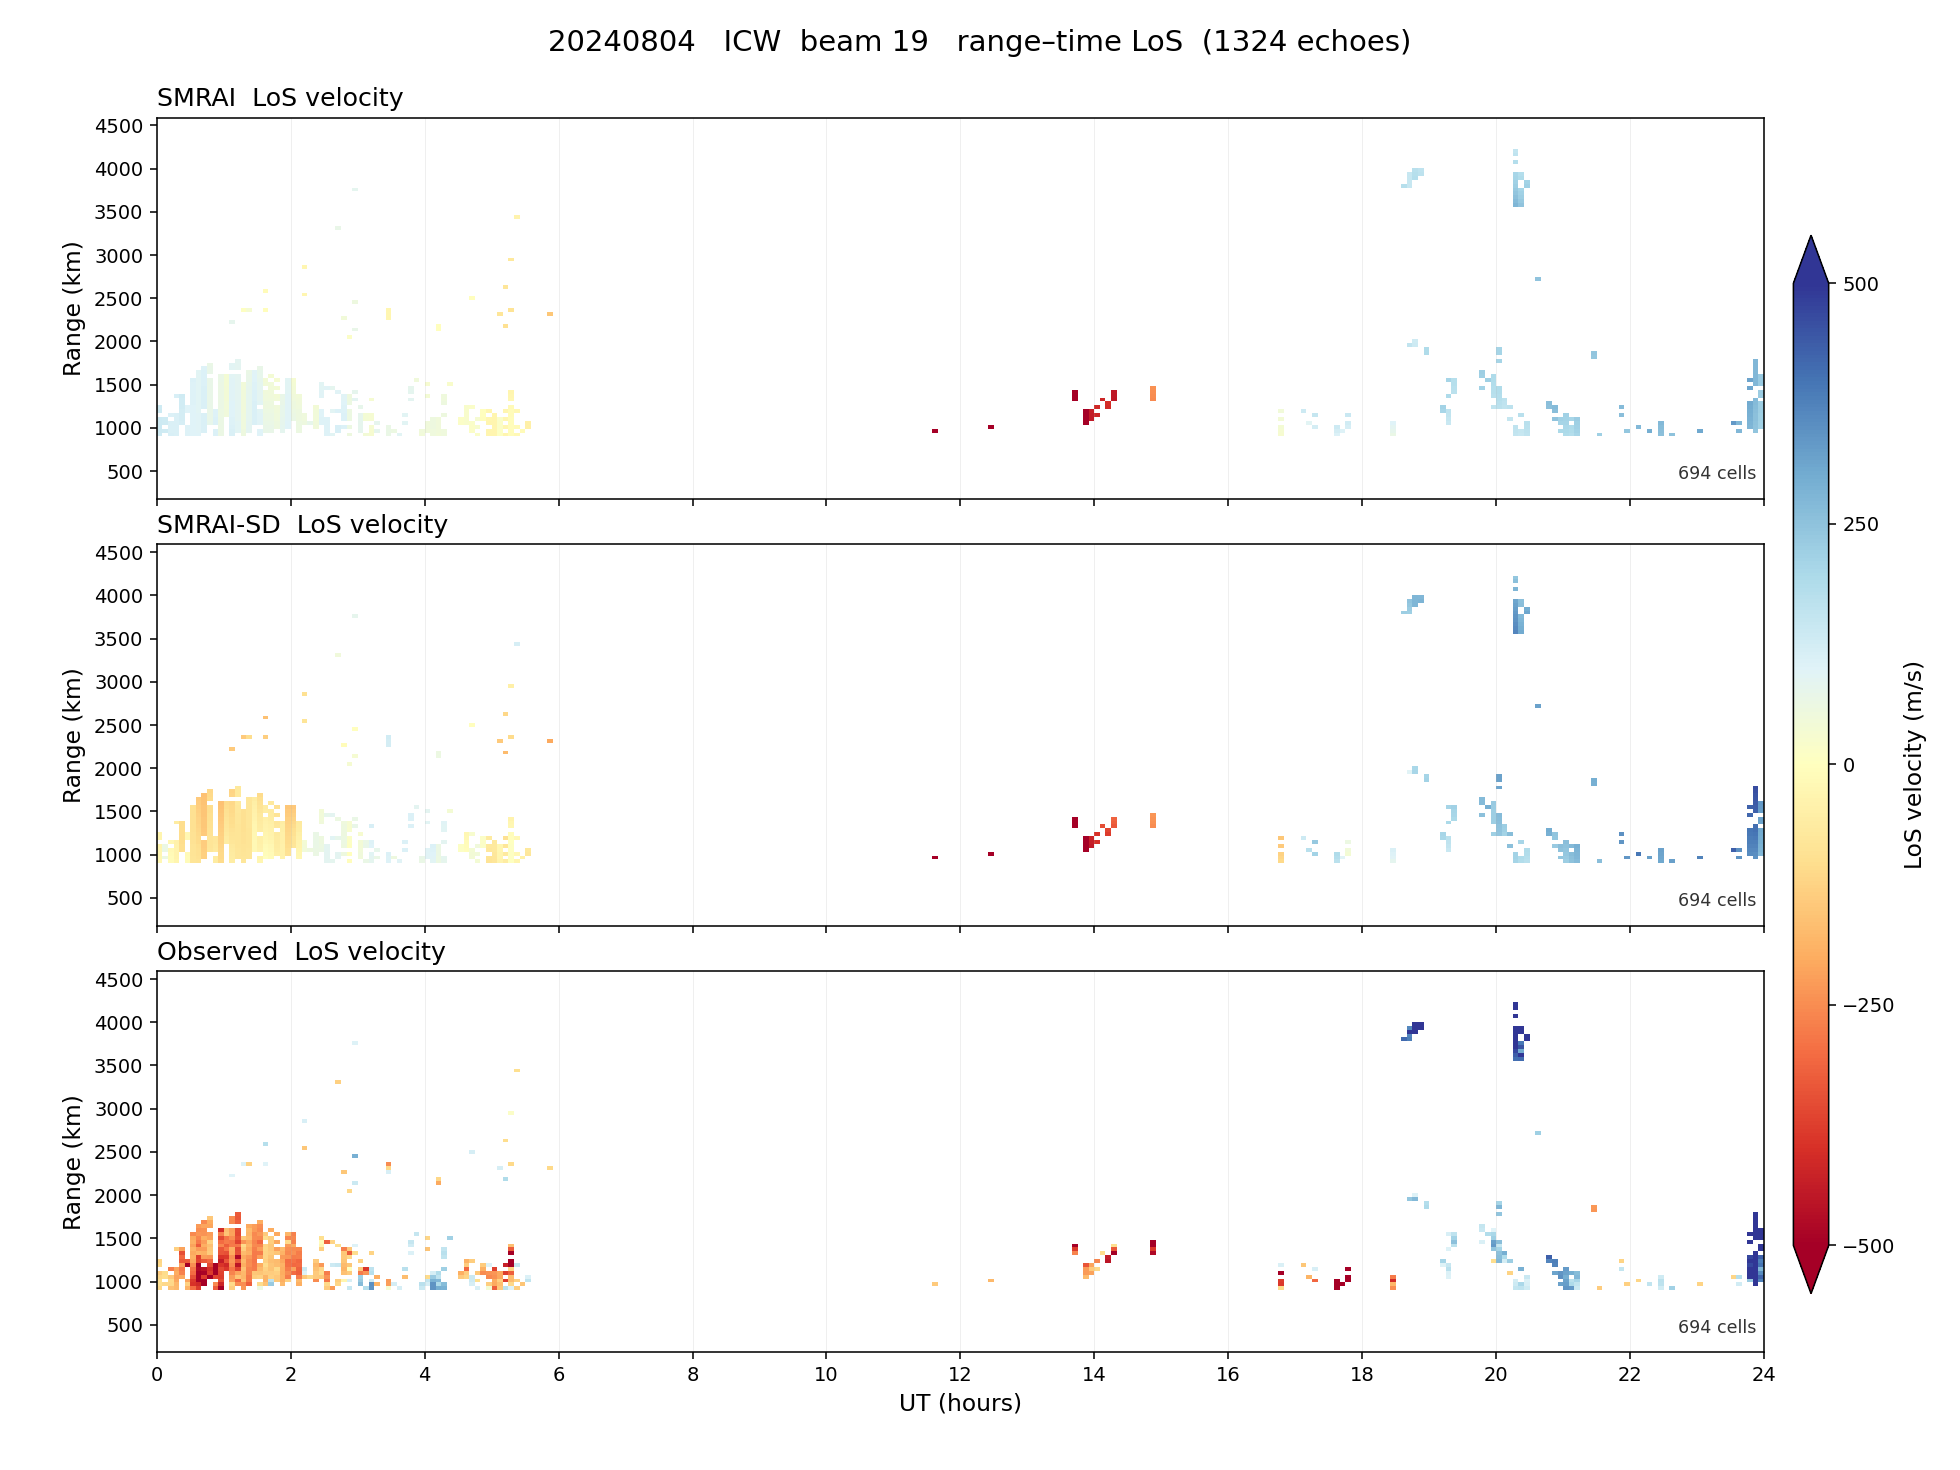 20240804   ICW  beam 19   range–time LoS  (1324 echoes)
SMRAI  LoS velocity
4500
4000
3500
3000
2500
2000
1500
1000
500
Range (km)
694 cells
SMRAI-SD  LoS velocity
4500
4000
3500
3000
2500
2000
1500
1000
500
Range (km)
694 cells
Observed  LoS velocity
4500
4000
3500
3000
2500
2000
1500
1000
500
Range (km)
694 cells
0 2 4 6 8 10 12 14 16 18 20 22 24
UT (hours)
500
250
0
−250
−500
LoS velocity (m/s)